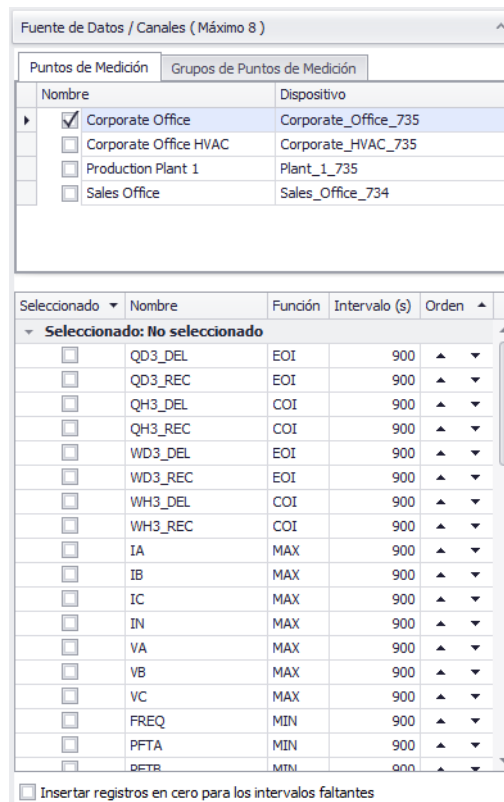 Fuente de Datos / Canales ( Máximo 8 )
Puntos de Medición Grupos de Puntos de Medición
Nombre Dispositivo
Corporate Office Corporate_Office_735
Corporate Office HVAC Corporate_HVAC_735
Production Plant 1 Plant_1_735
Sales Office Sales_Office_734
Seleccionado Nombre Función Intervalo (s) Orden
Seleccionado: No seleccionado
QD3_DEL EOI 900
QD3_REC EOI 900
QH3_DEL COI 900
QH3_REC COI 900
WD3_DEL EOI 900
WD3_REC EOI 900
WH3_DEL COI 900
WH3_REC COI 900
IA MAX 900
IB MAX 900
IC MAX 900
IN MAX 900
VA MAX 900
VB MAX 900
VC MAX 900
FREQ MIN 900
PFTA MIN 900
PFTB MIN 900
Insertar registros en cero para los intervalos faltantes